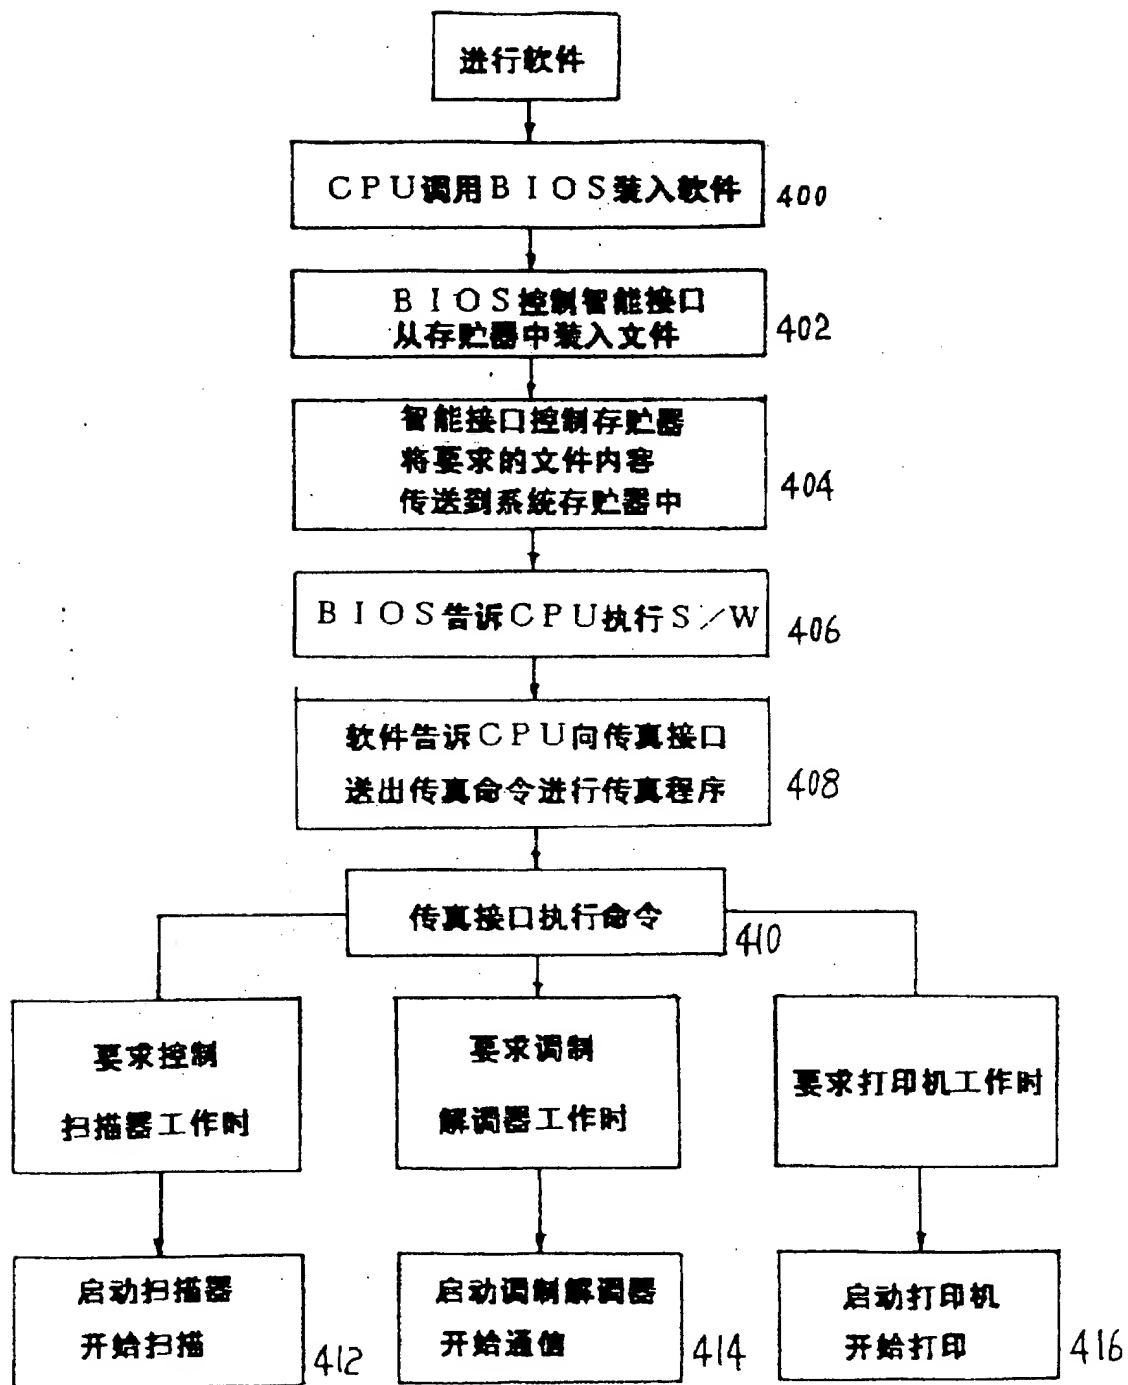 进行软件
CPU调用BIOS装入软件
400
BIOS控制智能接口
从存贮器中装入文件
402
智能接口控制存贮器
将要求的文件内容
传送到系统存贮器中
404
BIOS告诉CPU执行S/W
406
软件告诉CPU向传真接口
送出传真命令进行传真程序
408
传真接口执行命令
410
要求控制
扫描器工作时
要求调制
解调器工作时
要求打印机工作时
启动扫描器
开始扫描
412
启动调制解调器
开始通信
414
启动打印机
开始打印
416